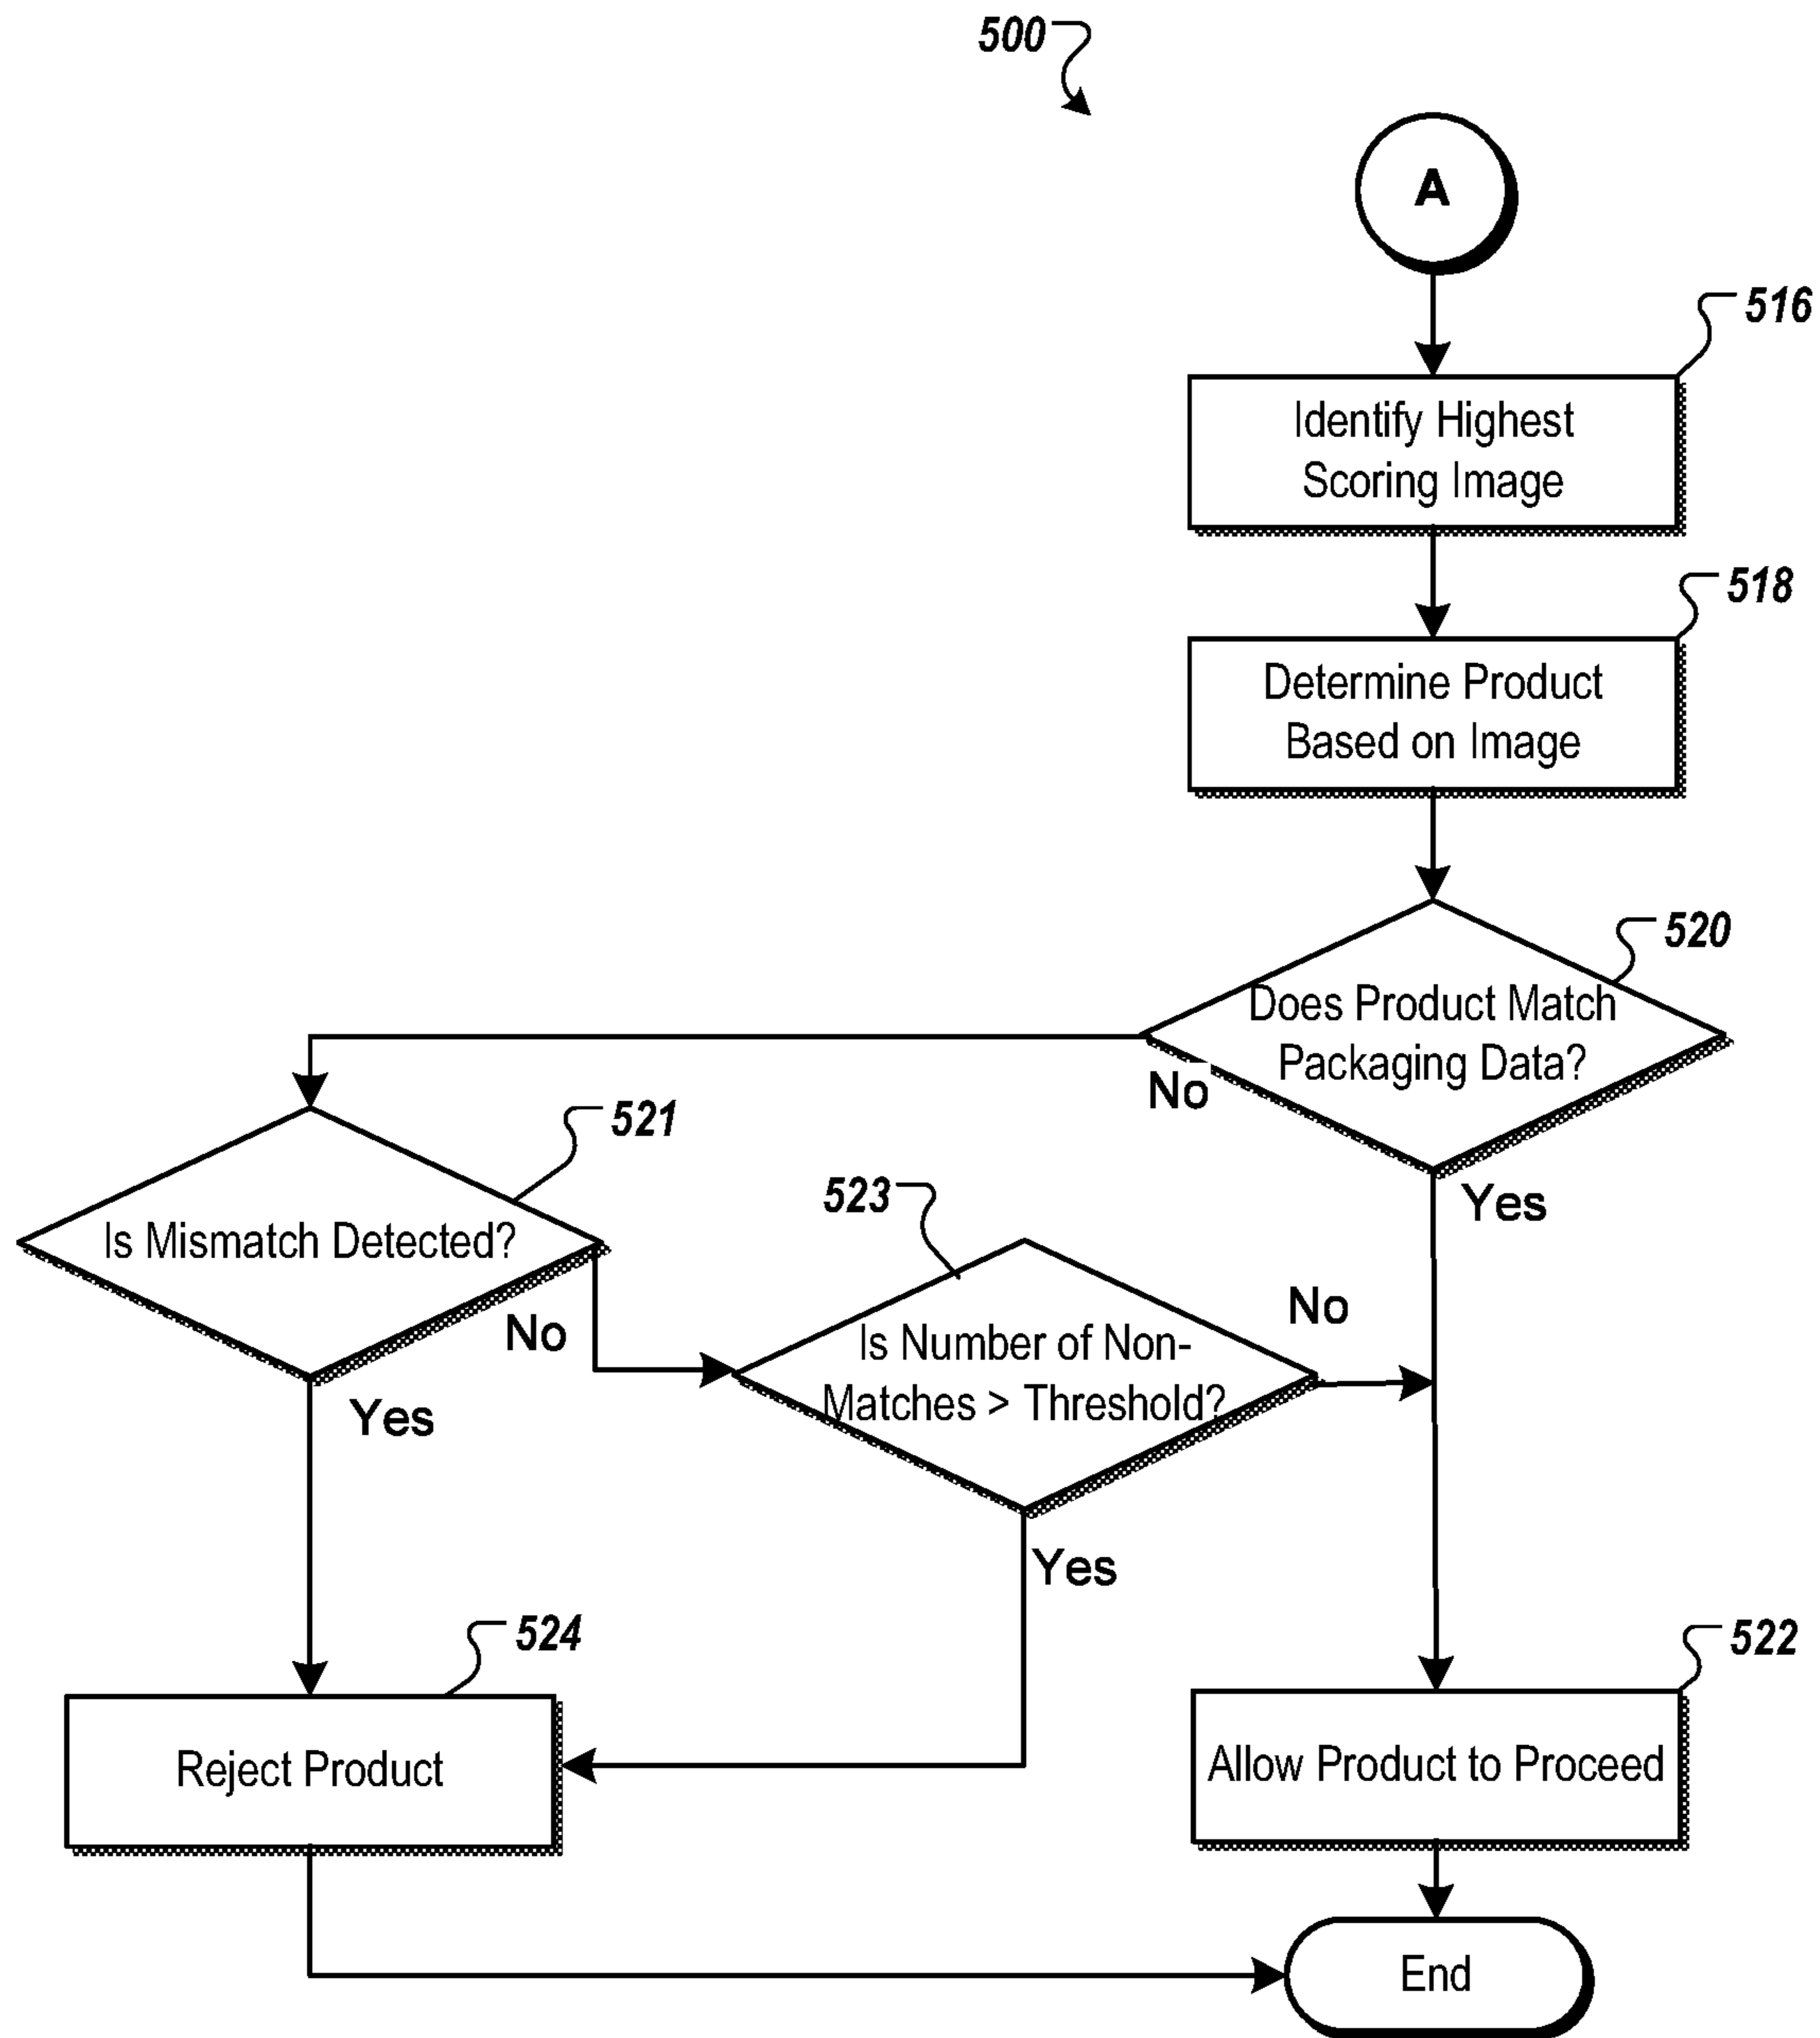 500
A
516
Identify Highest
Scoring Image
518
Determine Product
Based on Image
520
Does Product Match
Packaging Data?
No
Yes
521
Is Mismatch Detected?
No
Yes
523
Is Number of Non-
Matches > Threshold?
No
Yes
524
Reject Product
522
Allow Product to Proceed
End